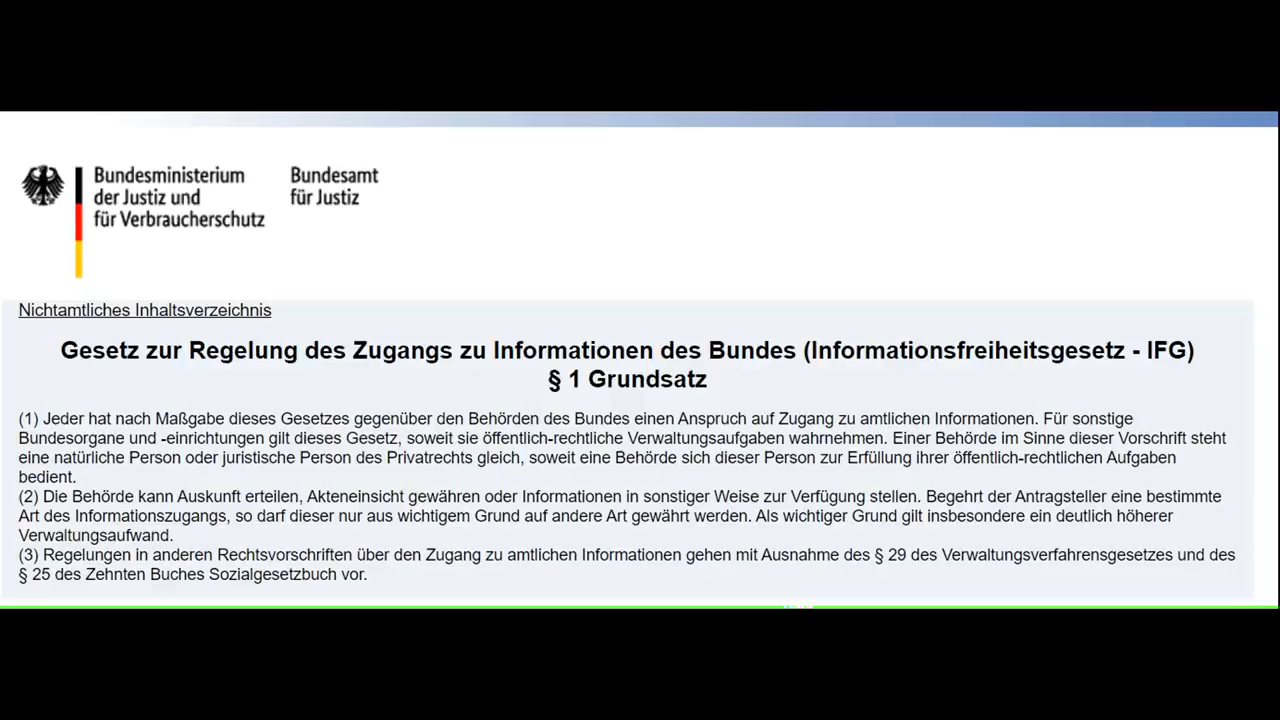 Bundesministerium
der Justiz und
für Verbraucherschutz
Bundesamt
für Justiz
Nichtamtliches Inhaltsverzeichnis
Gesetz zur Regelung des Zugangs zu Informationen des Bundes (Informationsfreiheitsgesetz - IFG)
§ 1 Grundsatz
(1) Jeder hat nach Maßgabe dieses Gesetzes gegenüber den Behörden des Bundes einen Anspruch auf Zugang zu amtlichen Informationen. Für sonstige
Bundesorgane und -einrichtungen gilt dieses Gesetz, soweit sie öffentlich-rechtliche Verwaltungsaufgaben wahrnehmen. Einer Behörde im Sinne dieser Vorschrift steht
eine natürliche Person oder juristische Person des Privatrechts gleich, soweit eine Behörde sich dieser Person zur Erfüllung ihrer öffentlich-rechtlichen Aufgaben
bedient.
(2) Die Behörde kann Auskunft erteilen, Akteneinsicht gewähren oder Informationen in sonstiger Weise zur Verfügung stellen. Begehrt der Antragsteller eine bestimmte
Art des Informationszugangs, so darf dieser nur aus wichtigem Grund auf andere Art gewährt werden. Als wichtiger Grund gilt insbesondere ein deutlich höherer
Verwaltungsaufwand.
(3) Regelungen in anderen Rechtsvorschriften über den Zugang zu amtlichen Informationen gehen mit Ausnahme des § 29 des Verwaltungsverfahrensgesetzes und des
§ 25 des Zehnten Buches Sozialgesetzbuch vor.